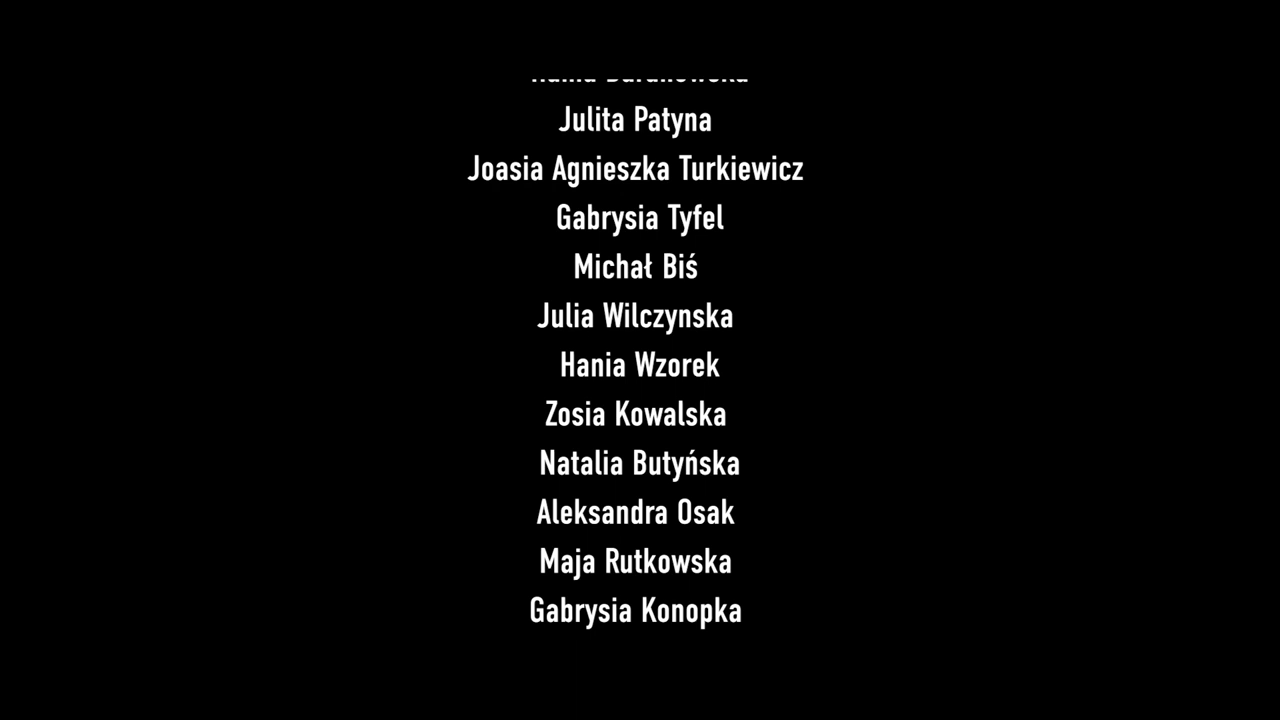 Julita Patyna
Joasia Agnieszka Turkiewicz
Gabrysia Tyfel
Michał Biś
Julia Wilczynska
Hania Wzorek
Zosia Kowalska
Natalia Butyńska
Aleksandra Osak
Maja Rutkowska
Gabrysia Konopka